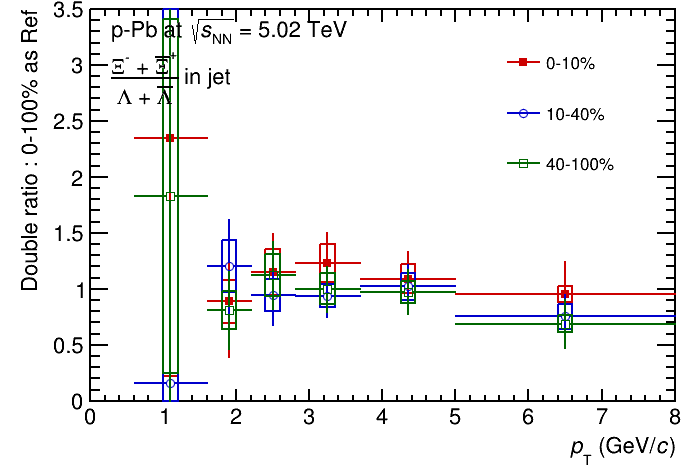 p-Pb at √sNN = 5.02 TeV
Ξ⁻ + Ξ̅⁺
Λ + Λ̅
in jet
0-10%
10-40%
40-100%
Double ratio : 0-100% as Ref
3.5
3
2.5
2
1.5
1
0.5
0
0 1 2 3 4 5 6 7 8
pT (GeV/c)